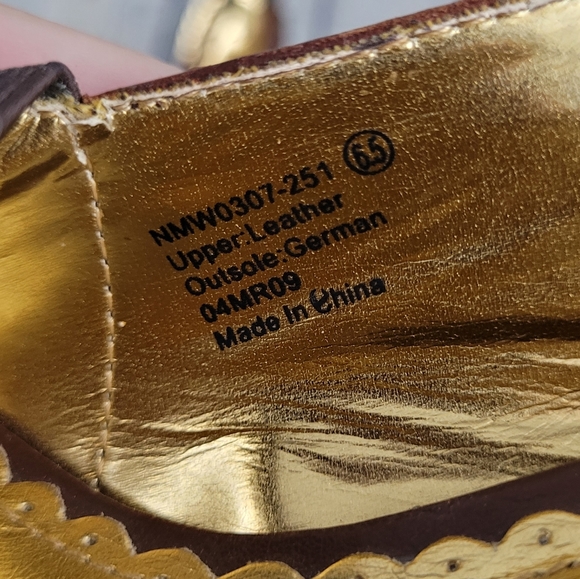 NMW0307-251 6.5
Upper:Leather
Outsole:German
04MR09
Made In China